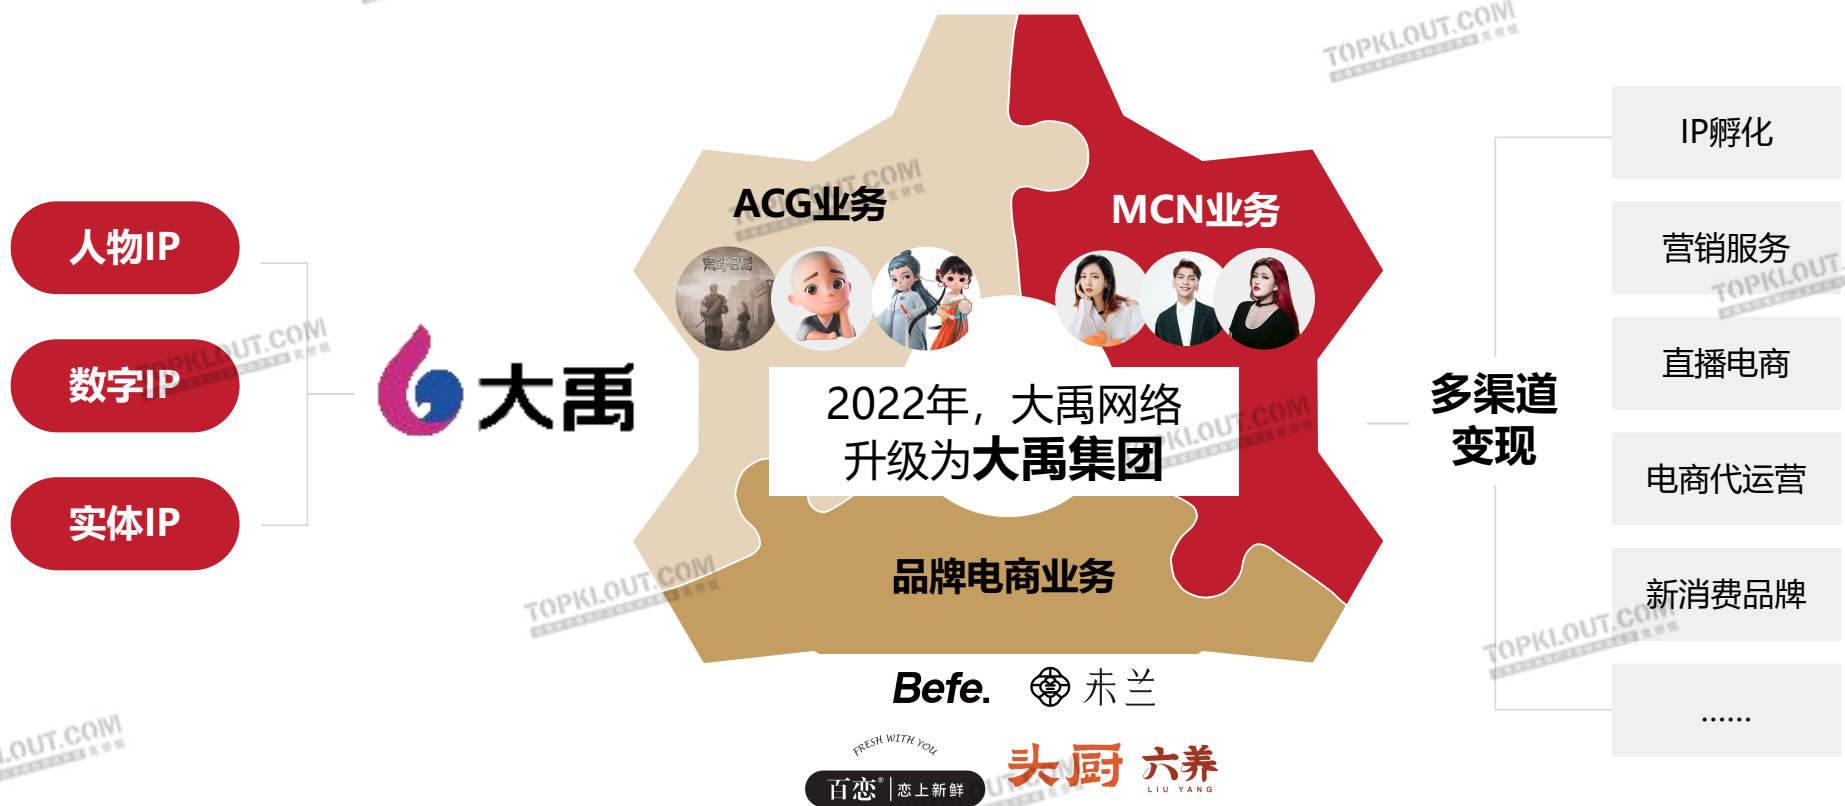 人物IP
数字IP
实体IP
大禹
ACG业务
MCN业务
2022年，大禹网络
升级为大禹集团
品牌电商业务
Befe.
未兰
FRESH WITH YOU
百恋® 恋上新鲜
头厨
六养
LIU YANG
多渠道
变现
IP孵化
营销服务
直播电商
电商代运营
新消费品牌
……
TOPKLOUT.COM
克劳锐